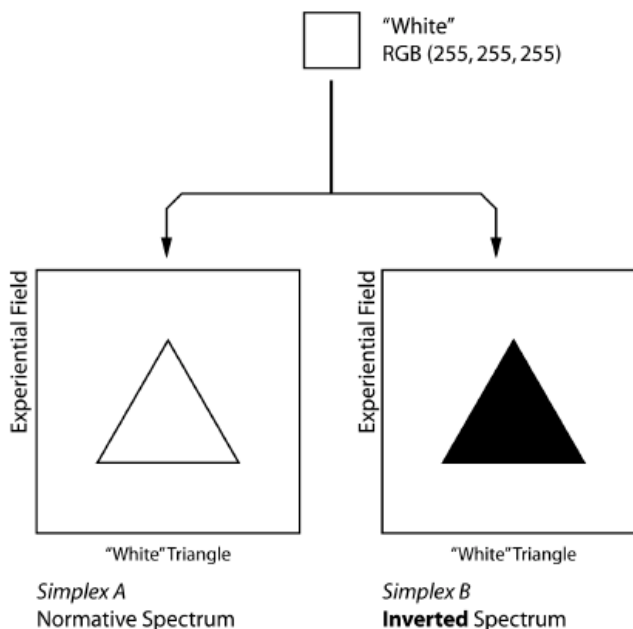 “White”
RGB (255, 255, 255)
Experiential Field
“White” Triangle
Simplex A
Normative Spectrum
Experiential Field
“White” Triangle
Simplex B
Inverted Spectrum